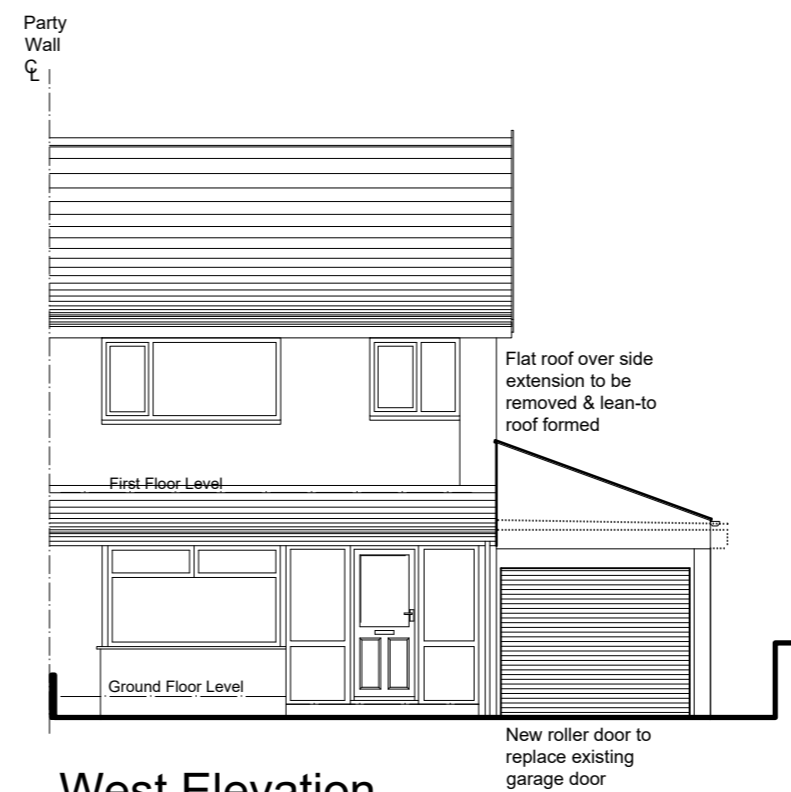 Party
Wall
℄
Flat roof over side
extension to be
removed & lean-to
roof formed
First Floor Level
Ground Floor Level
New roller door to
replace existing
garage door
West Elevation